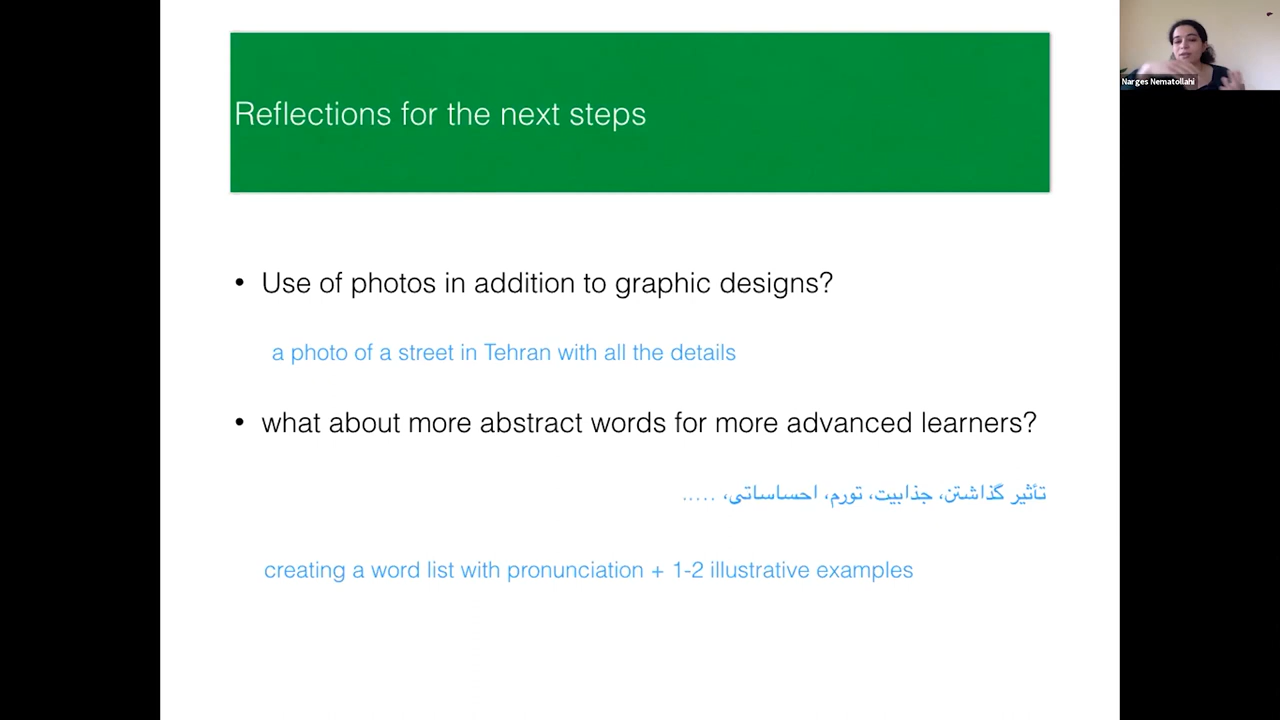 Reflections for the next steps
Narges Nematollahi
• Use of photos in addition to graphic designs?
a photo of a street in Tehran with all the details
• what about more abstract words for more advanced learners?
تأثیر گذاشتن، جذابیت، تورم، احساساتی، .....
creating a word list with pronunciation + 1-2 illustrative examples